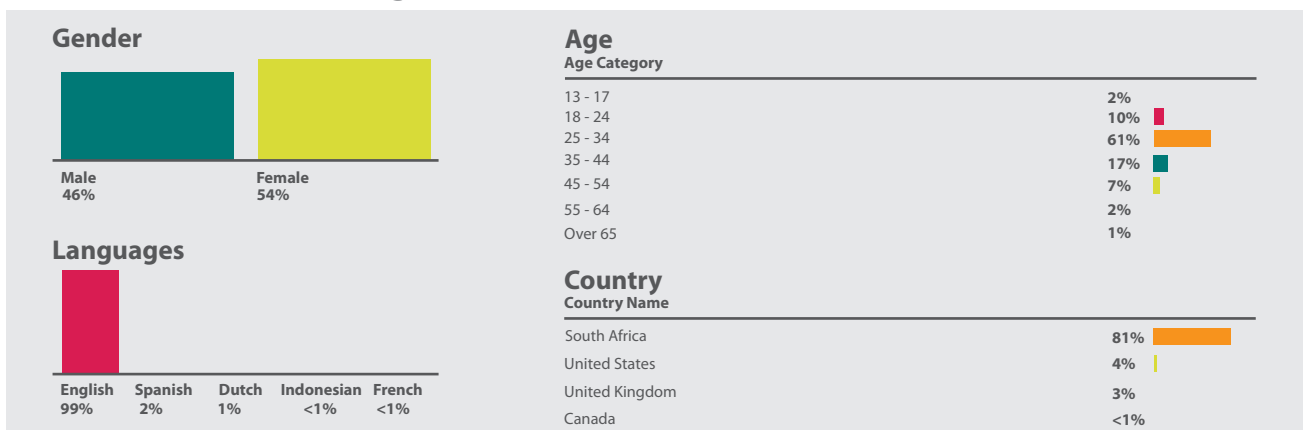 Gender
Male Female
46% 54%
Languages
English Spanish Dutch Indonesian French
99% 2% 1% <1% <1%
Age
Age Category
13 - 17 2%
18 - 24 10%
25 - 34 61%
35 - 44 17%
45 - 54 7%
55 - 64 2%
Over 65 1%
Country
Country Name
South Africa 81%
United States 4%
United Kingdom 3%
Canada <1%